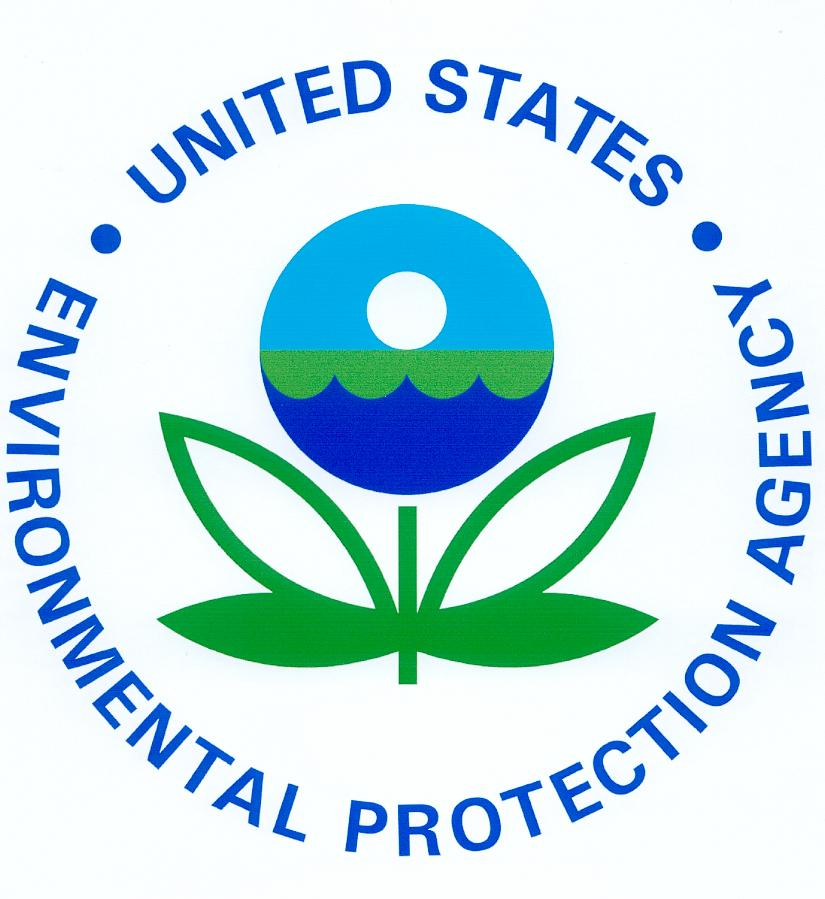 UNITED STATES
ENVIRONMENTAL PROTECTION AGENCY